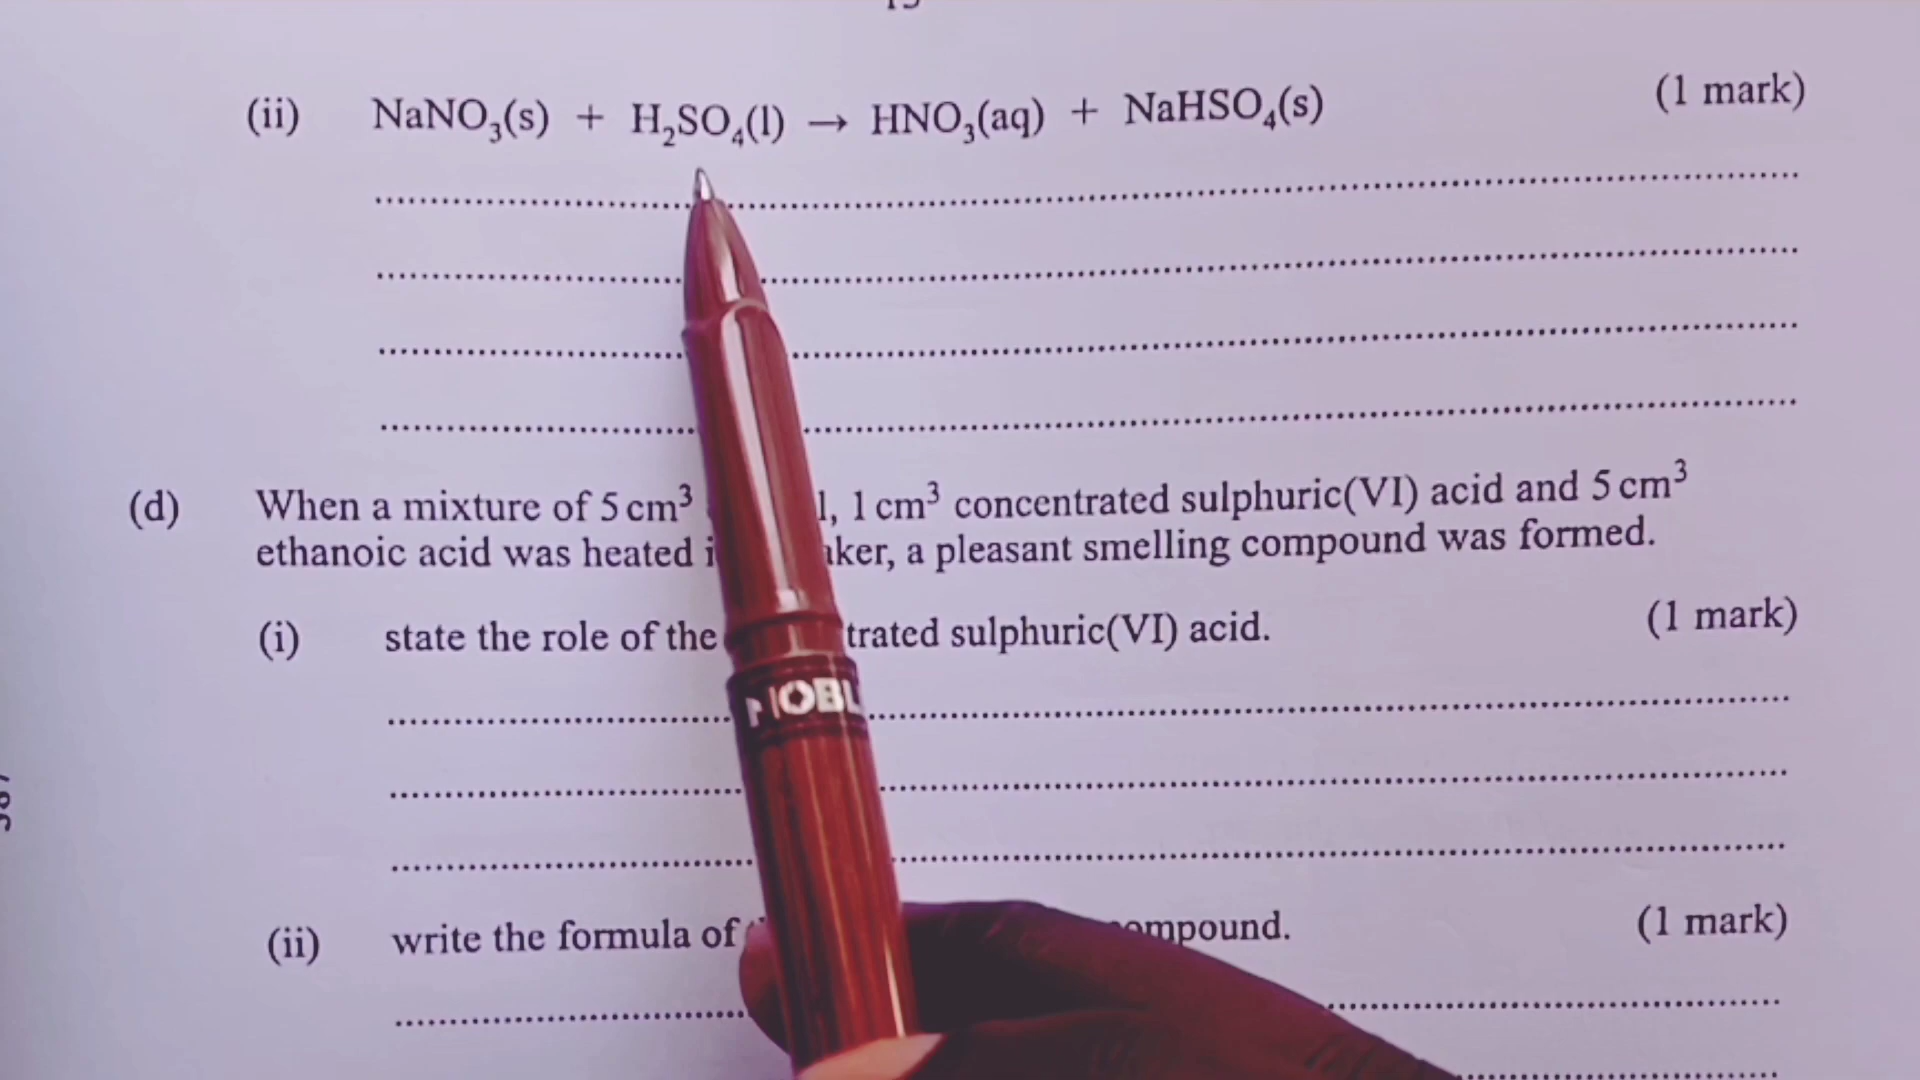 (ii) NaNO₃(s) + H₂SO₄(l) → HNO₃(aq) + NaHSO₄(s) (1 mark)
(d) When a mixture of 5 cm³ l, 1 cm³ concentrated sulphuric(VI) acid and 5 cm³
ethanoic acid was heated i ker, a pleasant smelling compound was formed.
(i) state the role of the trated sulphuric(VI) acid. (1 mark)
NOBL
(ii) write the formula of ompound. (1 mark)